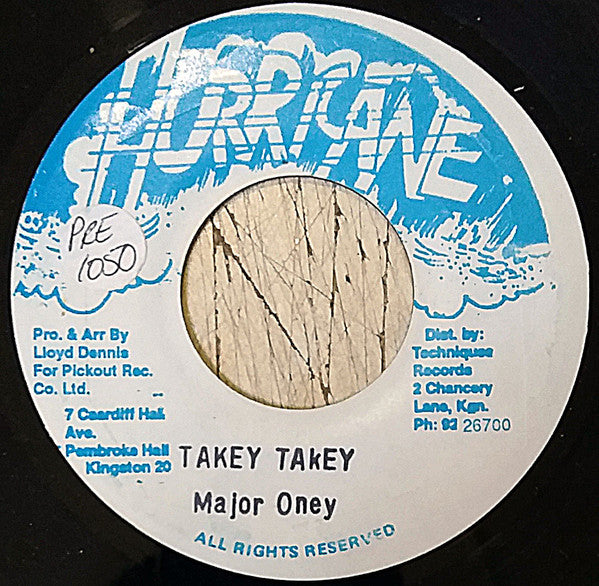 HURRICANE
PRE
1050
Pro. & Arr By
Lloyd Dennis
For Pickout Rec.
Co. Ltd.
7 Caardiff Hall
Ave.
Pembroke Hall
Kingston 20
Dist. by:
Techniques
Records
2 Chancery
Lane, Kgn.
Ph: 92 26700
TAKEY TAKEY
Major Oney
ALL RIGHTS RESERVED